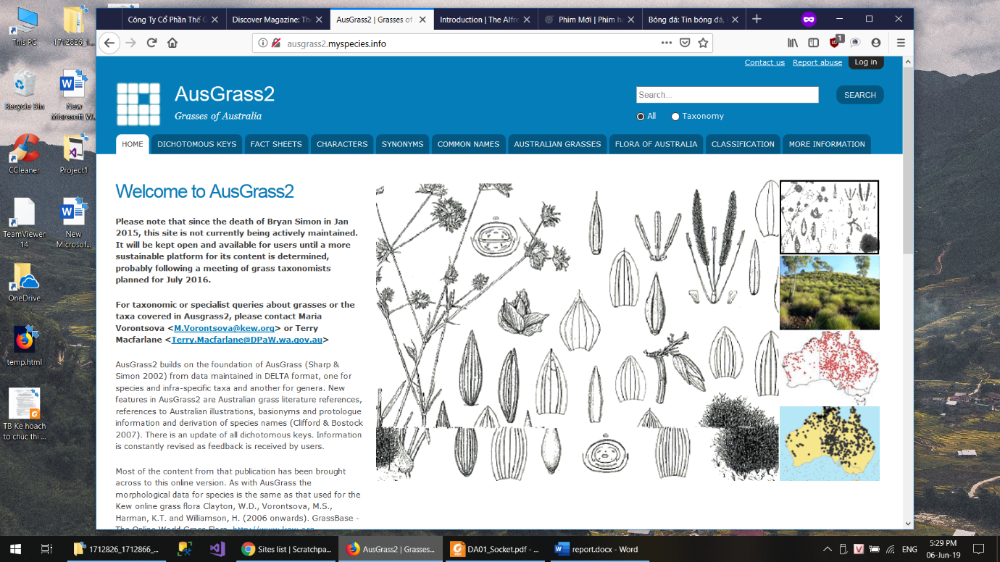 Công Ty Cổ Phần Thế G
Discover Magazine: The
AusGrass2 | Grasses of
Introduction | The Alfre
Phim Mới | Phim ha
Bóng đá: Tin bóng đá,
ausgrass2.myspecies.info
1
This PC
1712826_1...
Recycle Bin
New
Microsoft W...
CCleaner
Project1
TeamViewer
14
New
Microsof...
OneDrive
temp.html
TB Ke hoach
to chuc thi ...
Contact us
Report abuse
Log in
AusGrass2
Grasses of Australia
Search...
SEARCH
All
Taxonomy
HOME
DICHOTOMOUS KEYS
FACT SHEETS
CHARACTERS
SYNONYMS
COMMON NAMES
AUSTRALIAN GRASSES
FLORA OF AUSTRALIA
CLASSIFICATION
MORE INFORMATION
Welcome to AusGrass2
Please note that since the death of Bryan Simon in Jan
2015, this site is not currently being actively maintained.
It will be kept open and available for users until a more
sustainable platform for its content is determined,
probably following a meeting of grass taxonomists
planned for July 2016.
For taxonomic or specialist queries about grasses or the
taxa covered in Ausgrass2, please contact Maria
Vorontsova <M.Vorontsova@kew.org> or Terry
Macfarlane <Terry.Macfarlane@DPaW.wa.gov.au>
AusGrass2 builds on the foundation of AusGrass (Sharp &
Simon 2002) from data maintained in DELTA format, one for
species and infra-specific taxa and another for genera. New
features in AusGrass2 are Australian grass literature references,
references to Australian illustrations, basionyms and protologue
information and derivation of species names (Clifford & Bostock
2007). There is an update of all dichotomous keys. Information
is constantly revised as feedback is received by users.
Most of the content from that publication has been brought
across to this online version. As with AusGrass the
morphological data for species is the same as that used for the
Kew online grass flora Clayton, W.D., Vorontsova, M.S.,
Harman, K.T. and Williamson, H. (2006 onwards). GrassBase -
The Online World Grass Flora. http://www.kew.org
1712826_1712866_...
Sites list | Scratchpa...
AusGrass2 | Grasses...
DA01_Socket.pdf - ...
report.docx - Word
ENG
5:29 PM
06-Jun-19